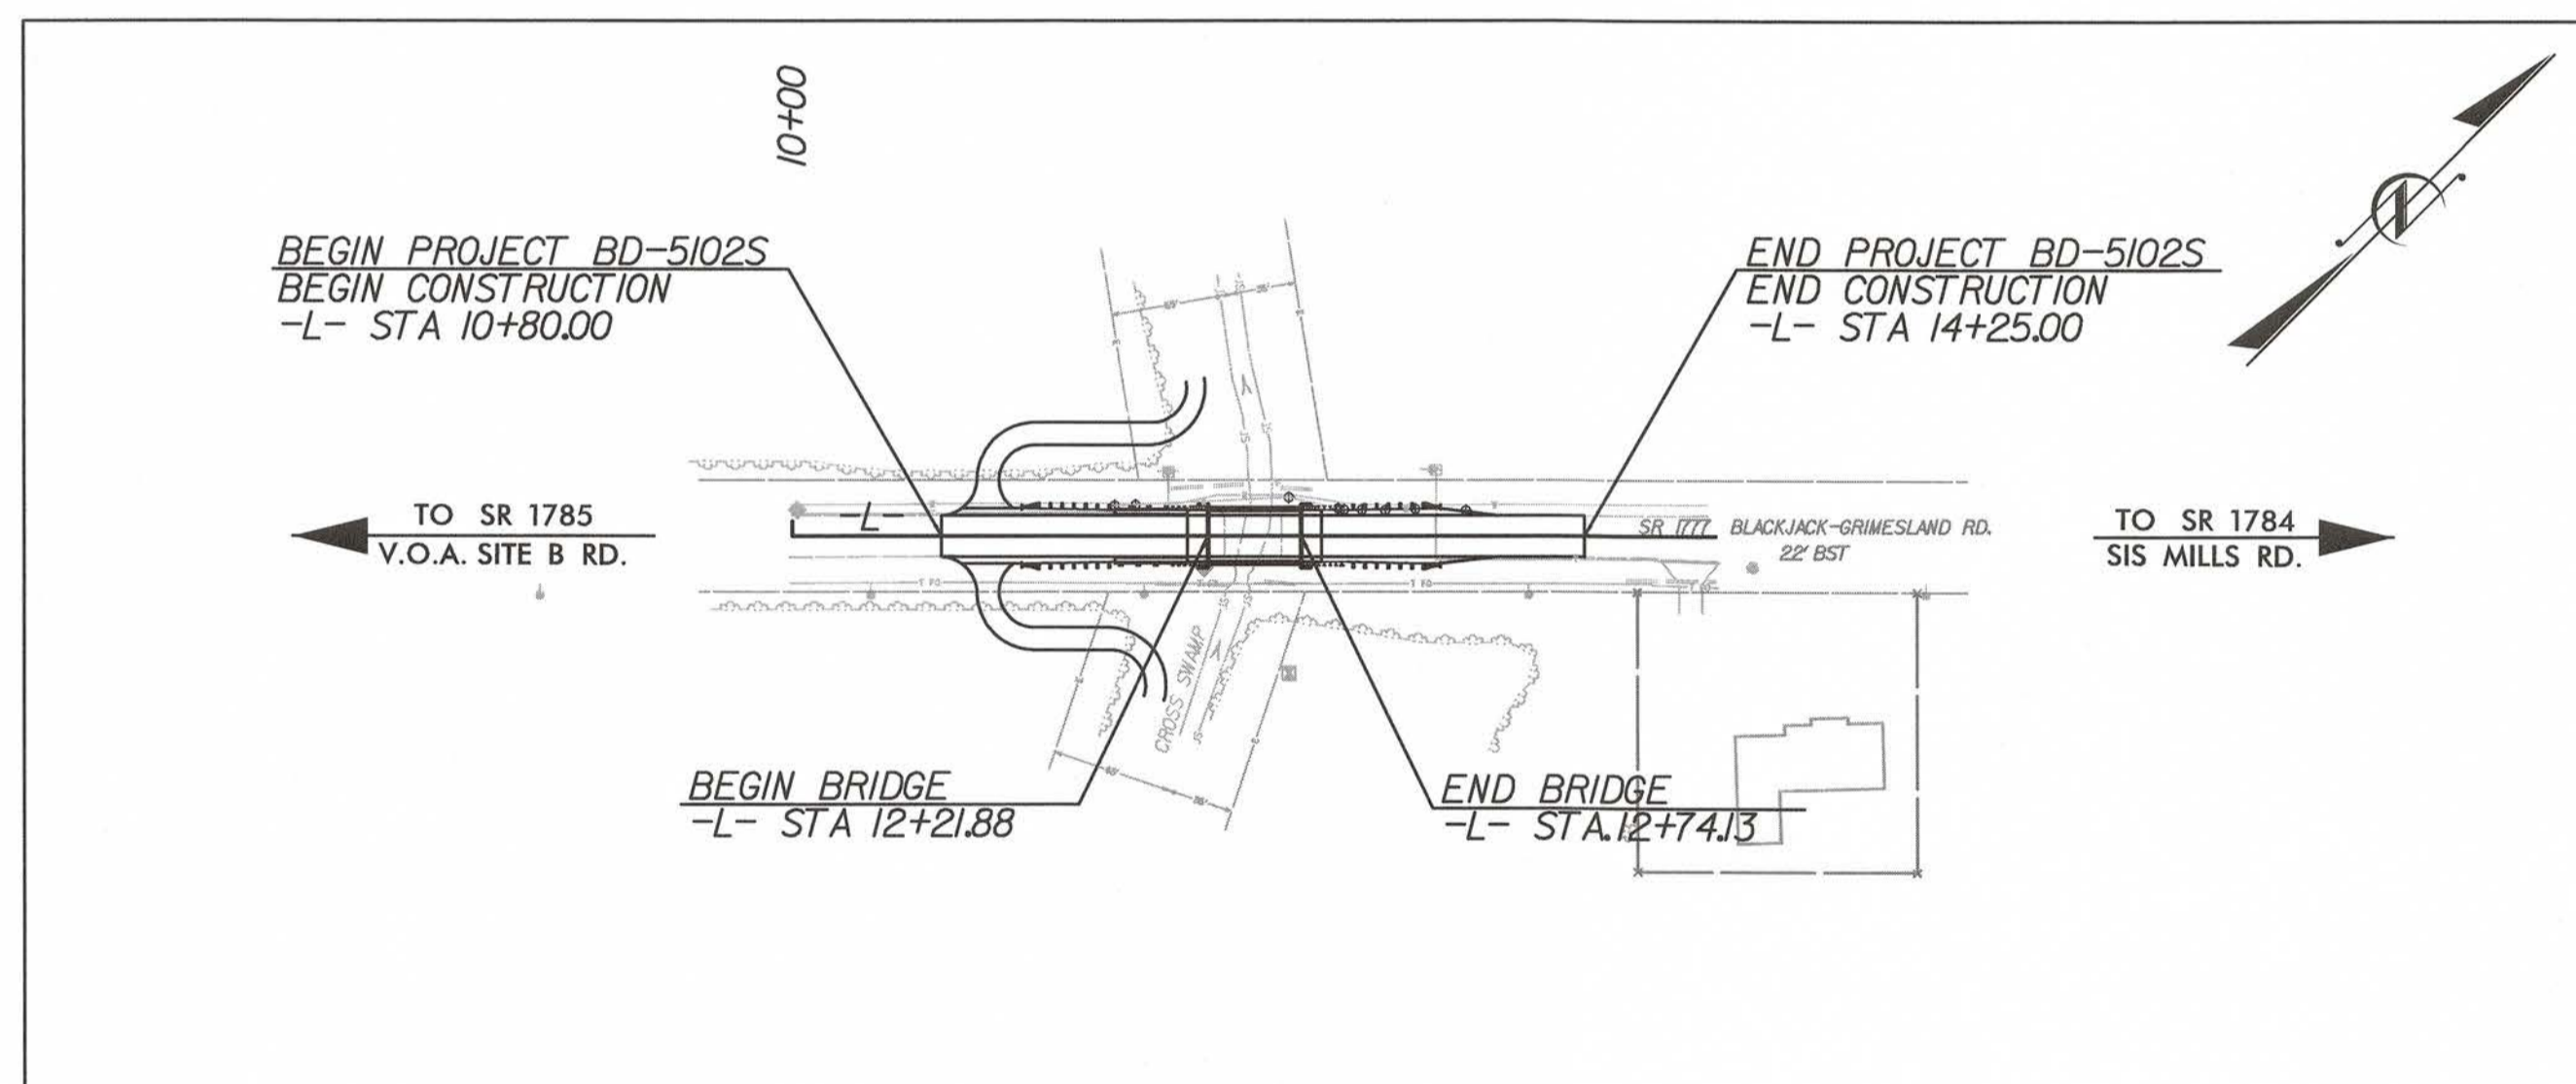 10+00
BEGIN PROJECT BD-5102S
BEGIN CONSTRUCTION
-L- STA 10+80.00
END PROJECT BD-5102S
END CONSTRUCTION
-L- STA 14+25.00
TO SR 1785
V.O.A. SITE B RD.
-L-
SR 1777 BLACKJACK-GRIMESLAND RD.
22' BST
TO SR 1784
SIS MILLS RD.
CROSS SWAMP
BEGIN BRIDGE
-L- STA 12+21.88
END BRIDGE
-L- STA.12+74.13